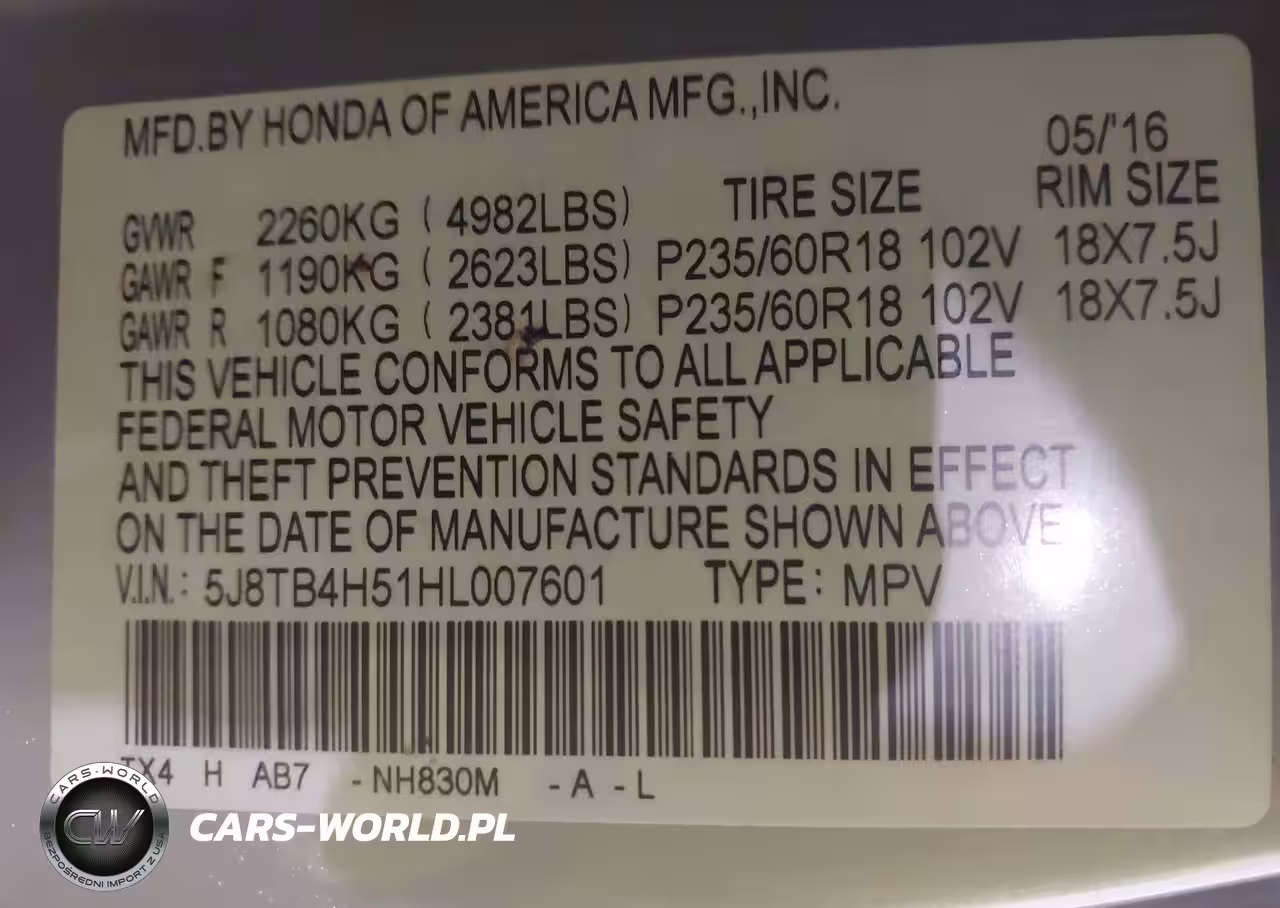 MFD.BY HONDA OF AMERICA MFG.,INC.
05/'16
GVWR 2260KG ( 4982LBS) TIRE SIZE RIM SIZE
GAWR F 1190KG ( 2623LBS) P235/60R18 102V 18X7.5J
GAWR R 1080KG ( 2381LBS) P235/60R18 102V 18X7.5J
THIS VEHICLE CONFORMS TO ALL APPLICABLE
FEDERAL MOTOR VEHICLE SAFETY
AND THEFT PREVENTION STANDARDS IN EFFECT
ON THE DATE OF MANUFACTURE SHOWN ABOVE
V.I.N.: 5J8TB4H51HL007601 TYPE: MPV
TX4 H AB7 -NH830M -A -L
CARS-WORLD
CW
BEZPOŚREDNI IMPORT Z USA
CARS-WORLD.PL